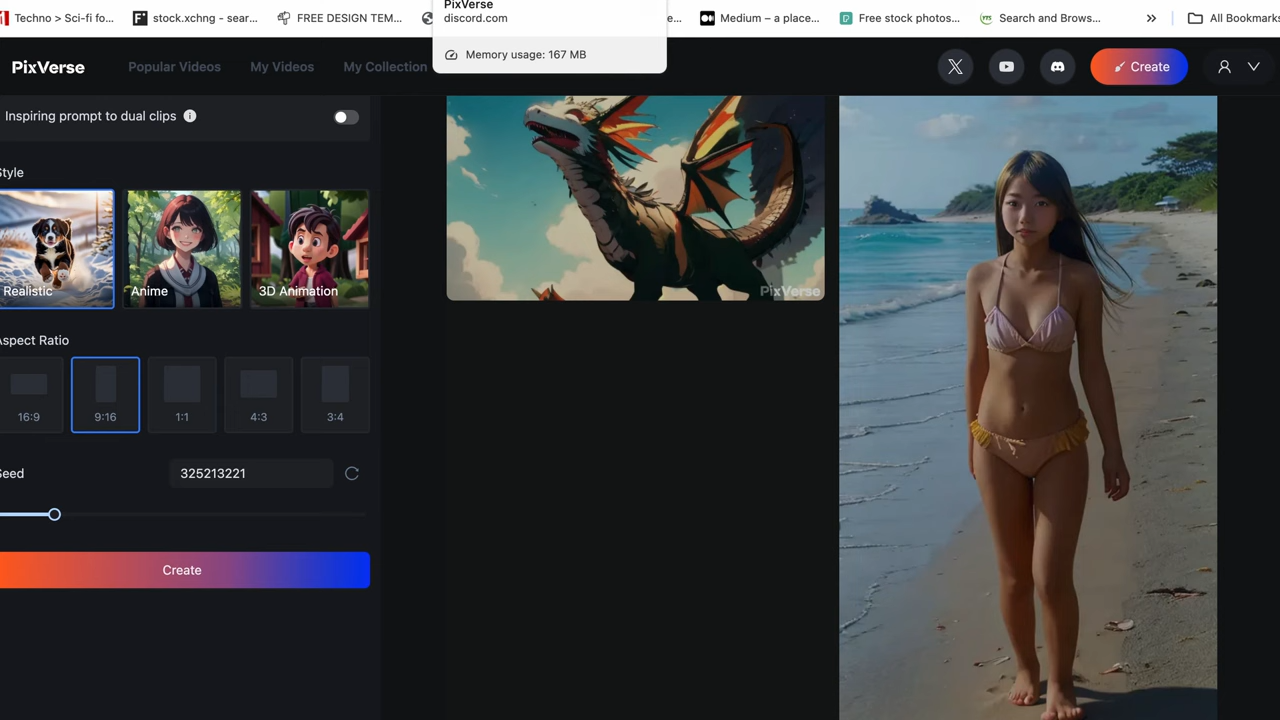 PixVerse
Techno > Sci-fi fo...
stock.xchng - sear...
FREE DESIGN TEM...
discord.com
e...
Medium – a place...
Free stock photos...
Search and Brows...
All Bookmarks
Memory usage: 167 MB
PixVerse
Popular Videos
My Videos
My Collection
Create
Inspiring prompt to dual clips
Style
Realistic
Anime
3D Animation
PixVerse
Aspect Ratio
16:9
9:16
1:1
4:3
3:4
Seed
325213221
Create